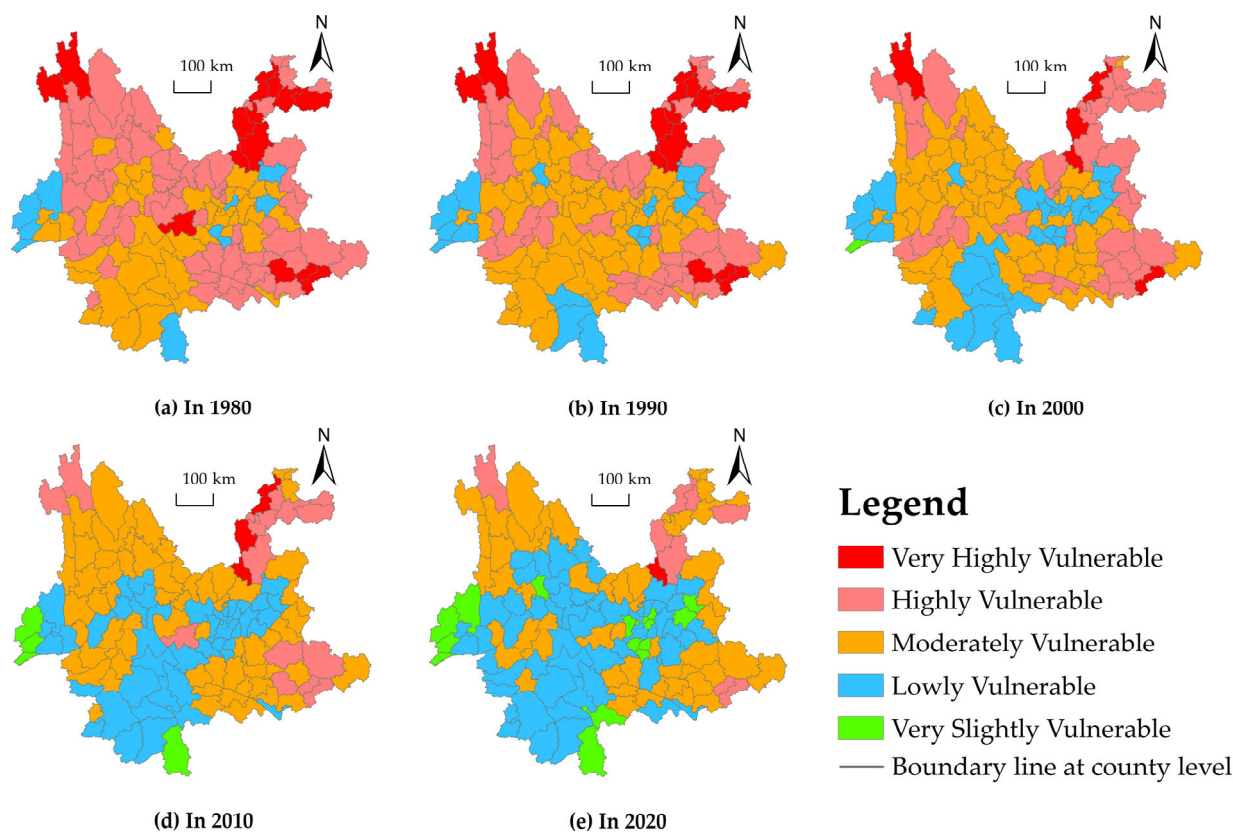 N
100 km
(a) In 1980
N
100 km
(b) In 1990
N
100 km
(c) In 2000
N
100 km
(d) In 2010
N
100 km
(e) In 2020
Legend
Very Highly Vulnerable
Highly Vulnerable
Moderately Vulnerable
Lowly Vulnerable
Very Slightly Vulnerable
Boundary line at county level